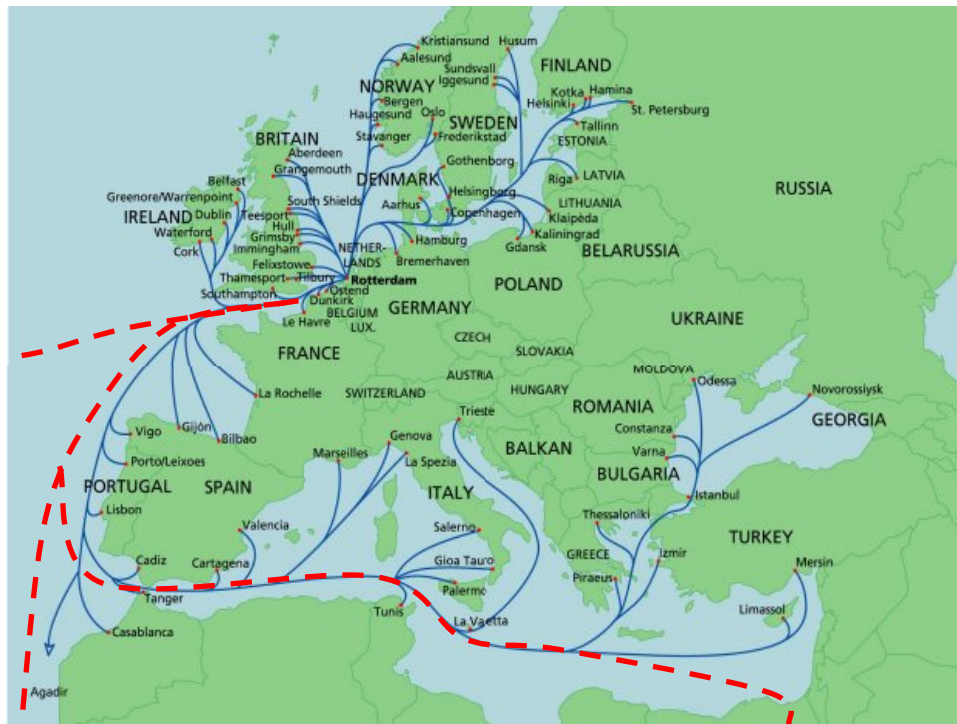 Kristiansund
Husum
Aalesund
Sundsvall
Iggesund
FINLAND
NORWAY
Kotka
Hamina
Bergen
Oslo
Helsinki
St. Petersburg
Haugesund
SWEDEN
Tallinn
BRITAIN
Stavanger
Frederikstad
ESTONIA
Aberdeen
Gothenborg
Grangemouth
Belfast
DENMARK
Riga
LATVIA
RUSSIA
Greenore/Warrenpoint
South Shields
Helsingborg
LITHUANIA
IRELAND
Dublin
Teesport
Aarhus
Copenhagen
Klaipèda
Waterford
Hull
Kaliningrad
Grimsby
Hamburg
Gdansk
Cork
Immingham
NETHER-
LANDS
Bremerhaven
BELARUSSIA
Felixstowe
Thamesport
Tilbury
Rotterdam
POLAND
Southampton
Ostend
Dunkirk
GERMANY
BELGIUM
LUX.
Le Havre
UKRAINE
CZECH
FRANCE
SLOVAKIA
MOLDOVA
AUSTRIA
Odessa
La Rochelle
SWITZERLAND
HUNGARY
Novorossiysk
ROMANIA
Trieste
GEORGIA
Vigo
Gijón
Bilbao
Genova
Constanza
Marseilles
BALKAN
Varna
Porto/Leixoes
La Spezia
BULGARIA
PORTUGAL
SPAIN
ITALY
Istanbul
Lisbon
Thessaloniki
Valencia
Salerno
TURKEY
GREECE
Izmir
Cadiz
Cartagena
Gioa Tauro
Mersin
Piraeus
Palermo
Tanger
Tunis
Limassol
La Valetta
Casablanca
Agadir